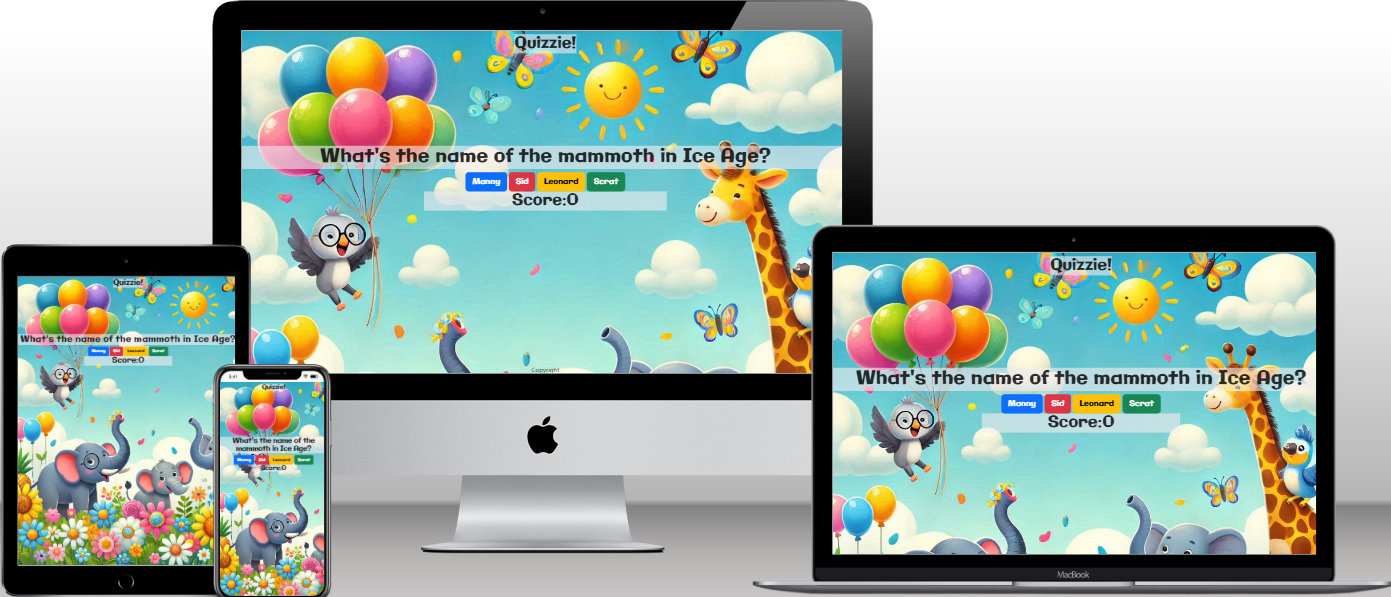 Quizzie!
What's the name of the mammoth in Ice Age?
Manny Sid Leonard Scrat
Score:0
Copyright
Quizzie!
What's the name of the mammoth in Ice Age?
Manny Sid Leonard Scrat
Score:0
Quizzie!
What's the name of the mammoth in Ice Age?
Manny Sid Leonard Scrat
Score:0
9:41
Quizzie!
What's the name of the
mammoth in Ice Age?
Manny Sid Leonard Scrat
Score:0
MacBook